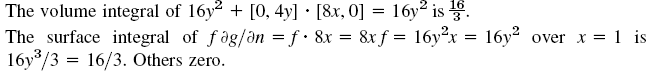 The volume integral of 16y² + [0, 4y] · [8x, 0] = 16y² is 16/3.
The surface integral of f∂g/∂n = f · 8x = 8xf = 16y²x = 16y² over x = 1 is
16y³/3 = 16/3. Others zero.